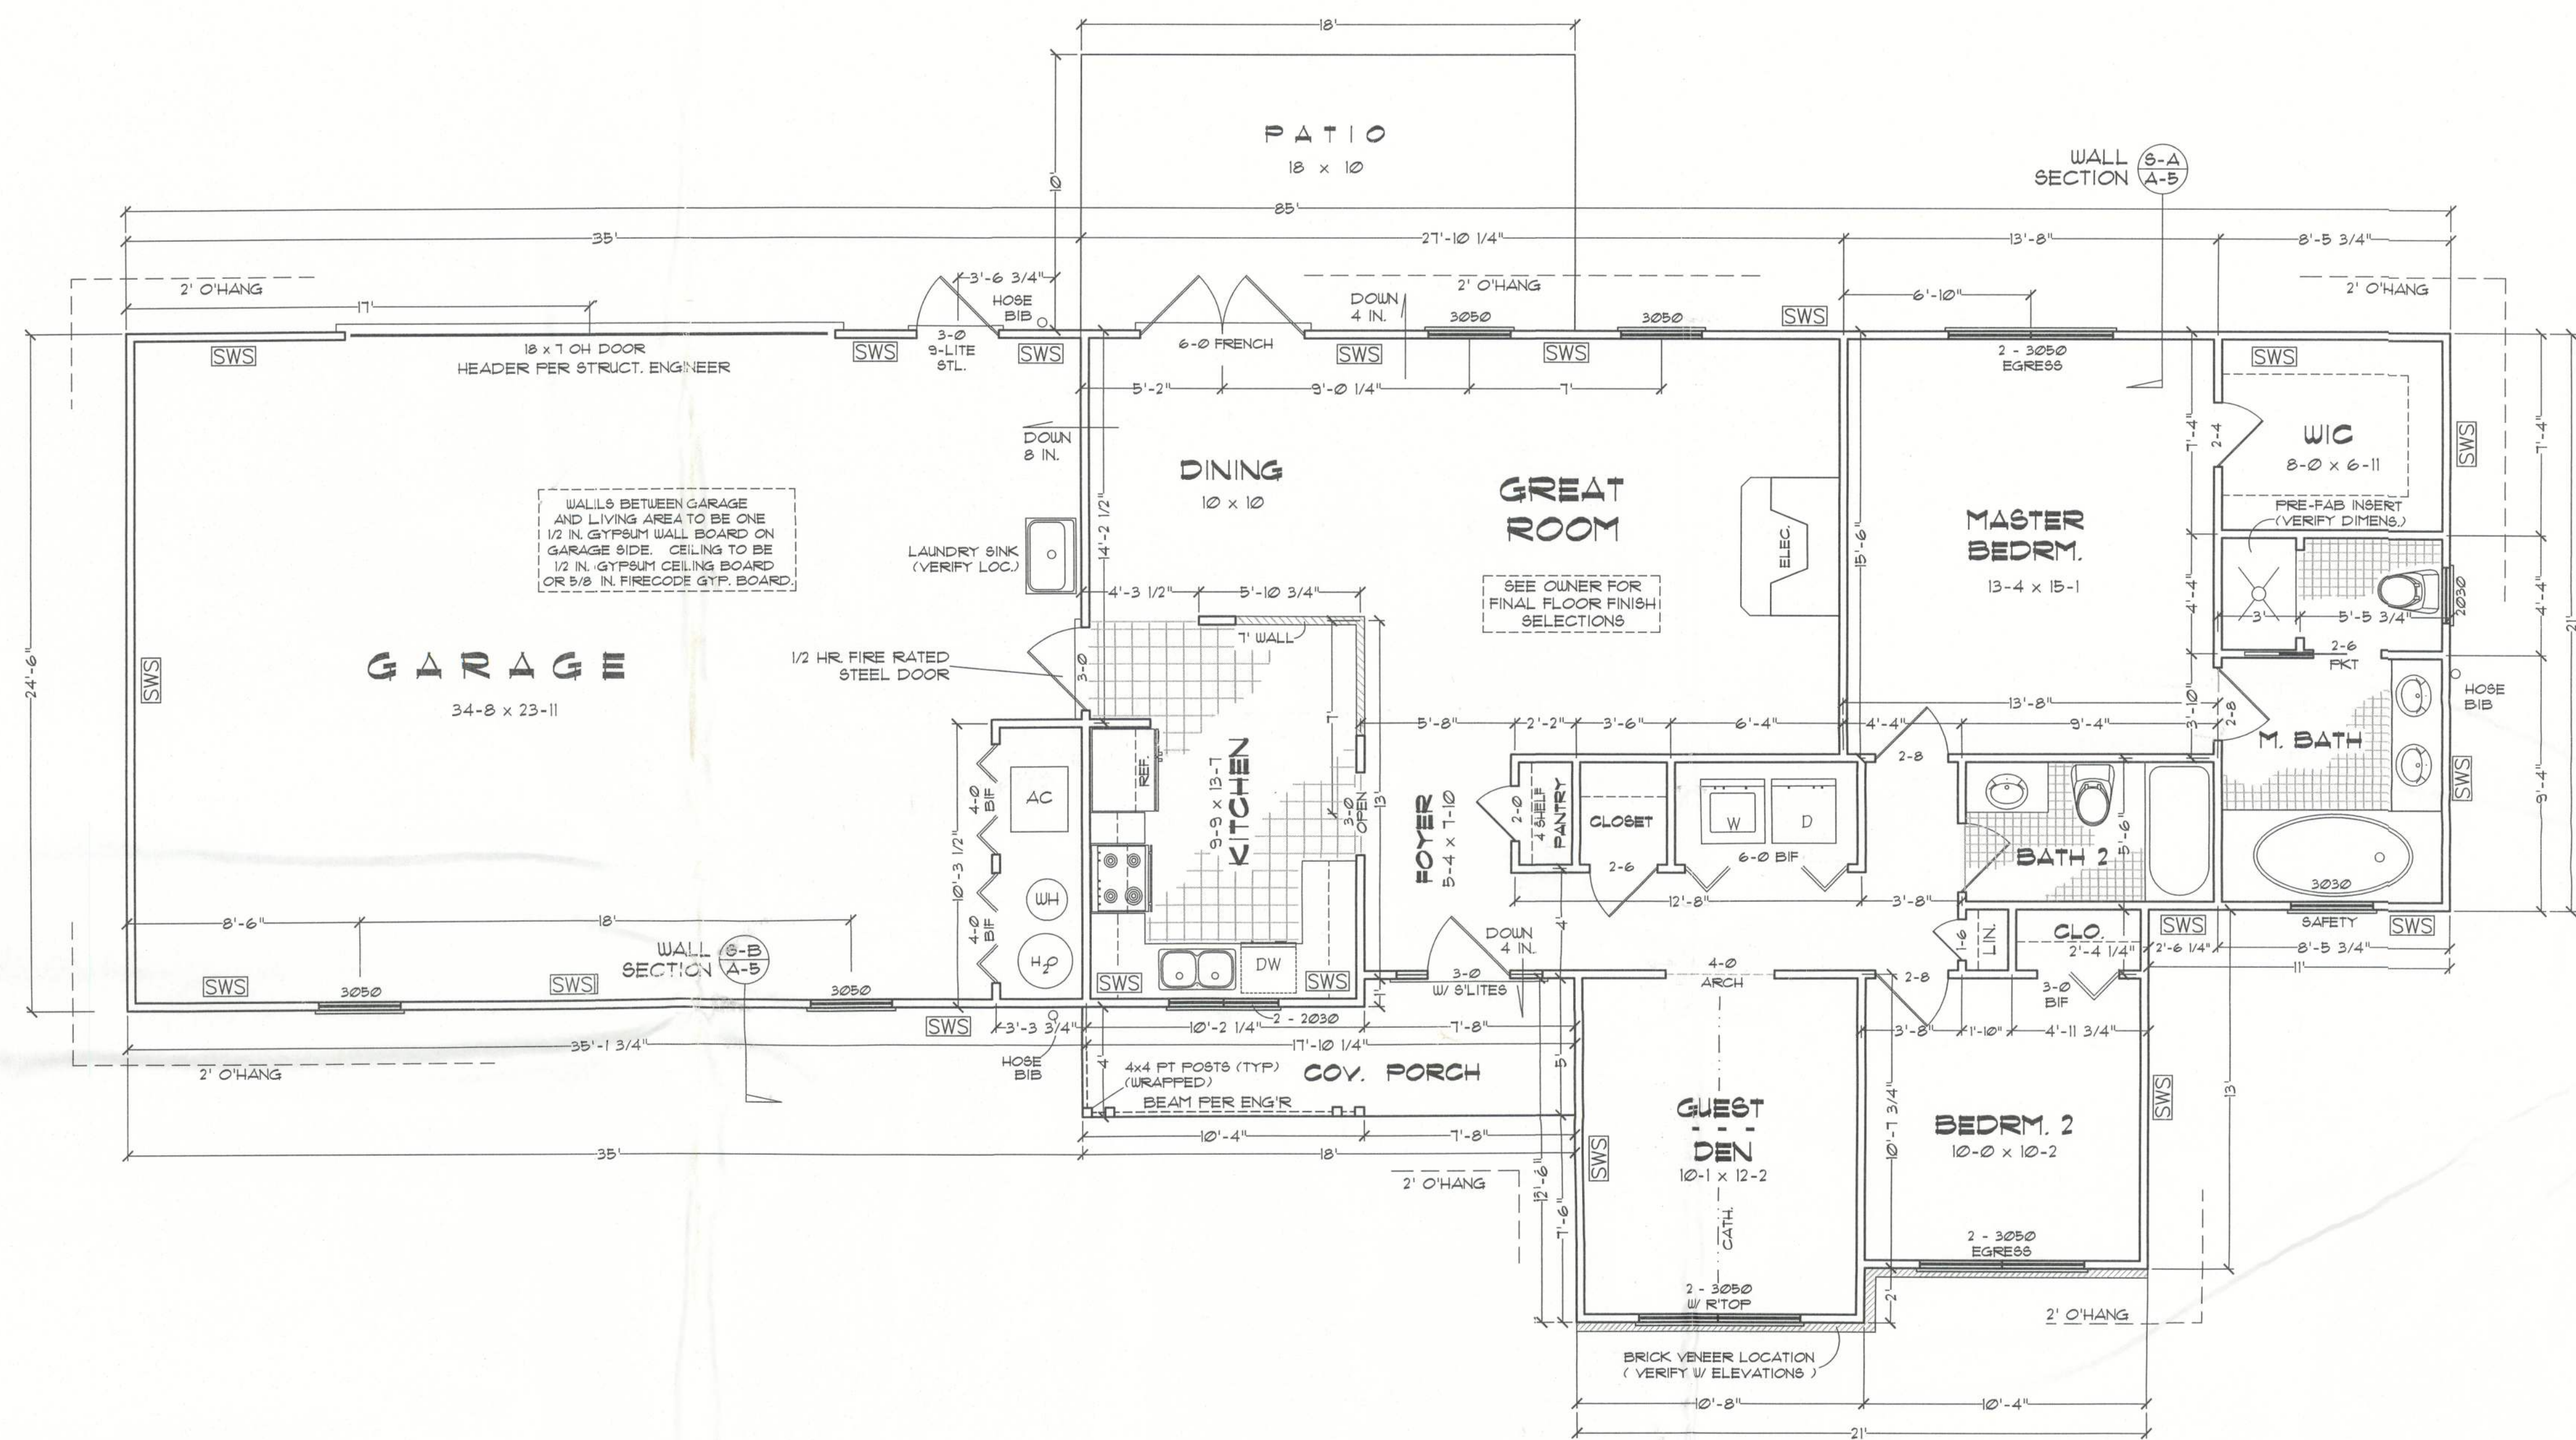 18'
PATIO
18 x 10
10'
WALL SECTION S-A A-5
85'
35'
27'-10 1/4"
13'-8"
8'-5 3/4"
2' O'HANG
17'
3'-6 3/4"
HOSE BIB
DOWN 4 IN.
2' O'HANG
6'-10"
2' O'HANG
SWS
18 x 7 OH DOOR
HEADER PER STRUCT. ENGINEER
SWS
3-0
9-LITE
STL.
SWS
6-0 FRENCH
SWS
3050
SWS
3050
SWS
2 - 3050
EGRESS
SWS
5'-2"
9'-0 1/4"
7'
DOWN
8 IN.
24'-6"
SWS
WALLS BETWEEN GARAGE
AND LIVING AREA TO BE ONE
1/2 IN. GYPSUM WALL BOARD ON
GARAGE SIDE. CEILING TO BE
1/2 IN. GYPSUM CEILING BOARD
OR 5/8 IN. FIRECODE GYP. BOARD.
LAUNDRY SINK
(VERIFY LOC.)
14'-2 1/2"
DINING
10 x 10
GREAT
ROOM
ELEC.
SEE OWNER FOR
FINAL FLOOR FINISH
SELECTIONS
15'-6"
MASTER
BEDRM.
13-4 x 15-1
7'-4"
2-4
WIC
8-0 x 6-11
PRE-FAB INSERT
(VERIFY DIMENS.)
SWS
7'-4"
4'-4"
3'
5'-5 3/4"
2030
4'-4"
21'
2-6
PKT
HOSE
BIB
GARAGE
34-8 x 23-11
1/2 HR. FIRE RATED
STEEL DOOR
3-0
4'-3 1/2"
5'-10 3/4"
7' WALL
7'
13'
3-0
OPEN
5'-8"
2'-2"
3'-6"
6'-4"
13'-8"
4'-4"
9'-4"
3'-10"
2-8
2-8
M. BATH
SWS
9'-4"
10'-3 1/2"
4-0
BIF
4-0
BIF
AC
WH
H2O
REF.
9-9 x 13-7
KITCHEN
FOYER
5-4 x 7-10
2-0
4 SHELF
PANTRY
CLOSET
2-6
W
D
6-0 BIF
BATH 2
5'-6"
3030
SAFETY
12'-8"
3'-8"
8'-6"
18'
WALL SECTION S-B A-5
SWS
3050
SWS
3050
SWS
SWS
DW
SWS
3-0
W/ S'LITES
DOWN
4 IN.
4'
4-0
ARCH
2-8
1-6
LIN.
CLO.
2'-4 1/4"
3-0
BIF
SWS
2'-6 1/4"
8'-5 3/4"
SWS
11'
3'-3 3/4"
10'-2 1/4"
2 - 2030
7'-8"
1'
35'-1 3/4"
17'-10 1/4"
HOSE
BIB
2' O'HANG
4'
4x4 PT POSTS (TYP)
(WRAPPED)
BEAM PER ENG'R
COV. PORCH
5'
3'-8"
1'-10"
4'-11 3/4"
10'-4"
7'-8"
35'
18'
2' O'HANG
12'-6"
7'-6"
SWS
GUEST
- - -
DEN
10-1 x 12-2
CATH.
10'-7 3/4"
BEDRM. 2
10-0 x 10-2
SWS
13'
2 - 3050
EGRESS
2 - 3050
W/ R'TOP
2'
2' O'HANG
BRICK VENEER LOCATION
( VERIFY W/ ELEVATIONS )
10'-8"
10'-4"
21'